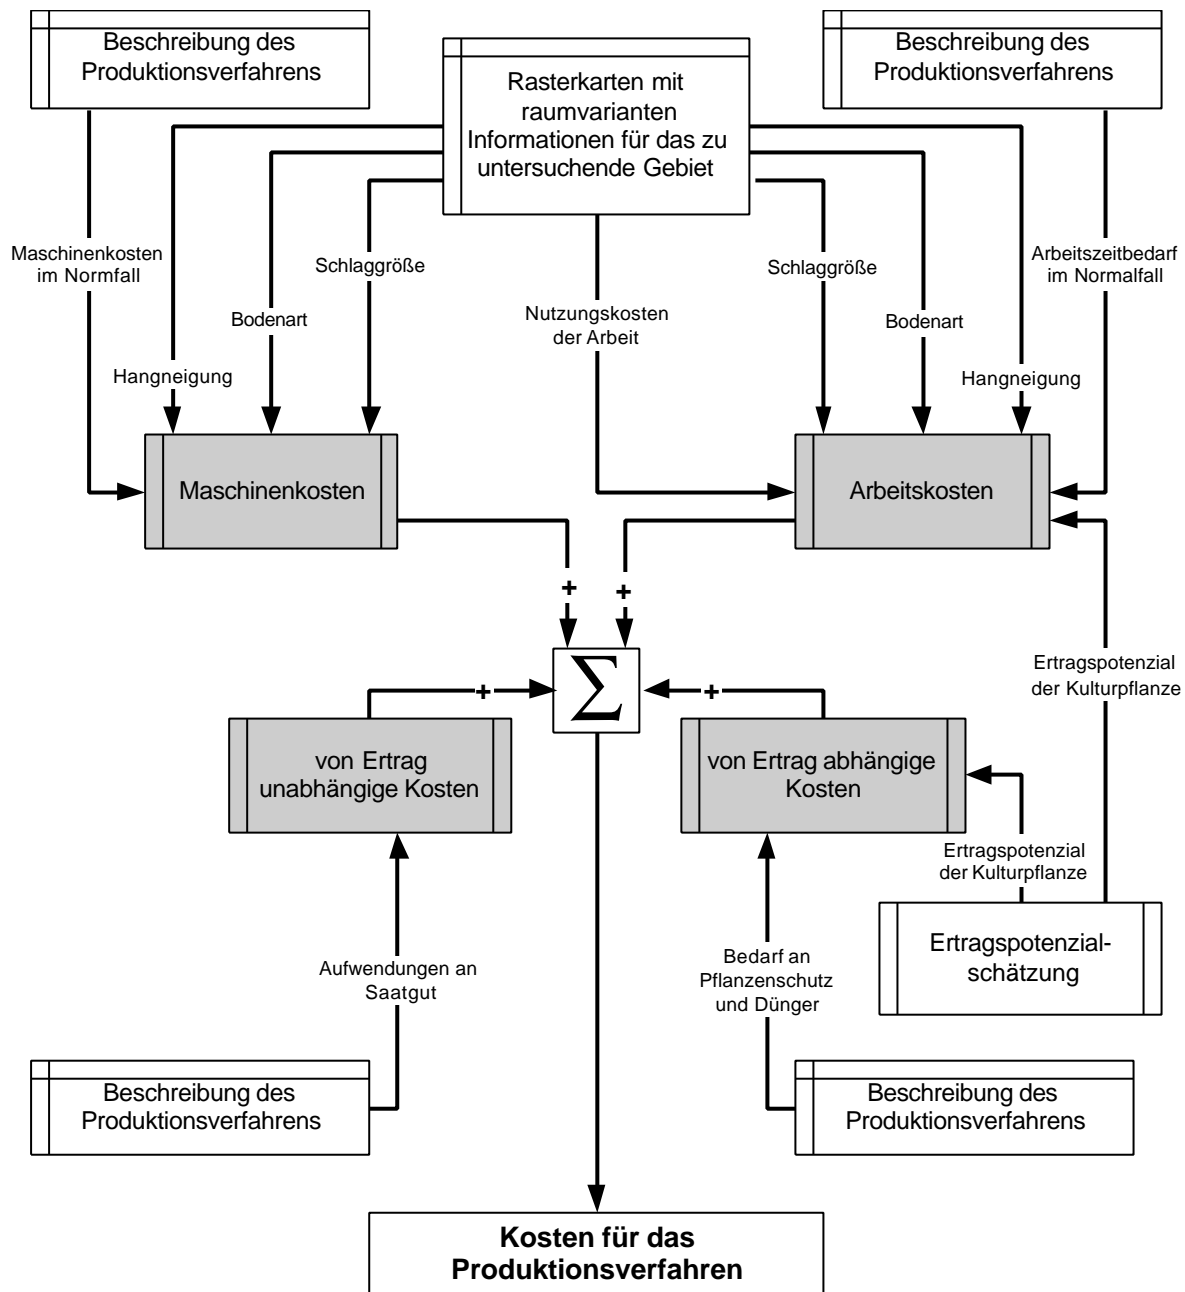 Beschreibung des
Produktionsverfahrens
Rasterkarten mit
raumvarianten
Informationen für das zu
untersuchende Gebiet
Beschreibung des
Produktionsverfahrens
Maschinenkosten
im Normfall
Hangneigung
Bodenart
Schlaggröße
Nutzungskosten
der Arbeit
Schlaggröße
Bodenart
Hangneigung
Arbeitszeitbedarf
im Normalfall
Maschinenkosten
Arbeitskosten
+
+
Σ
+
+
Ertragspotenzial
der Kulturpflanze
von Ertrag
unabhängige Kosten
von Ertrag abhängige
Kosten
Ertragspotenzial
der Kulturpflanze
Aufwendungen an
Saatgut
Bedarf an
Pflanzenschutz
und Dünger
Ertragspotenzial-
schätzung
Beschreibung des
Produktionsverfahrens
Beschreibung des
Produktionsverfahrens
Kosten für das
Produktionsverfahren